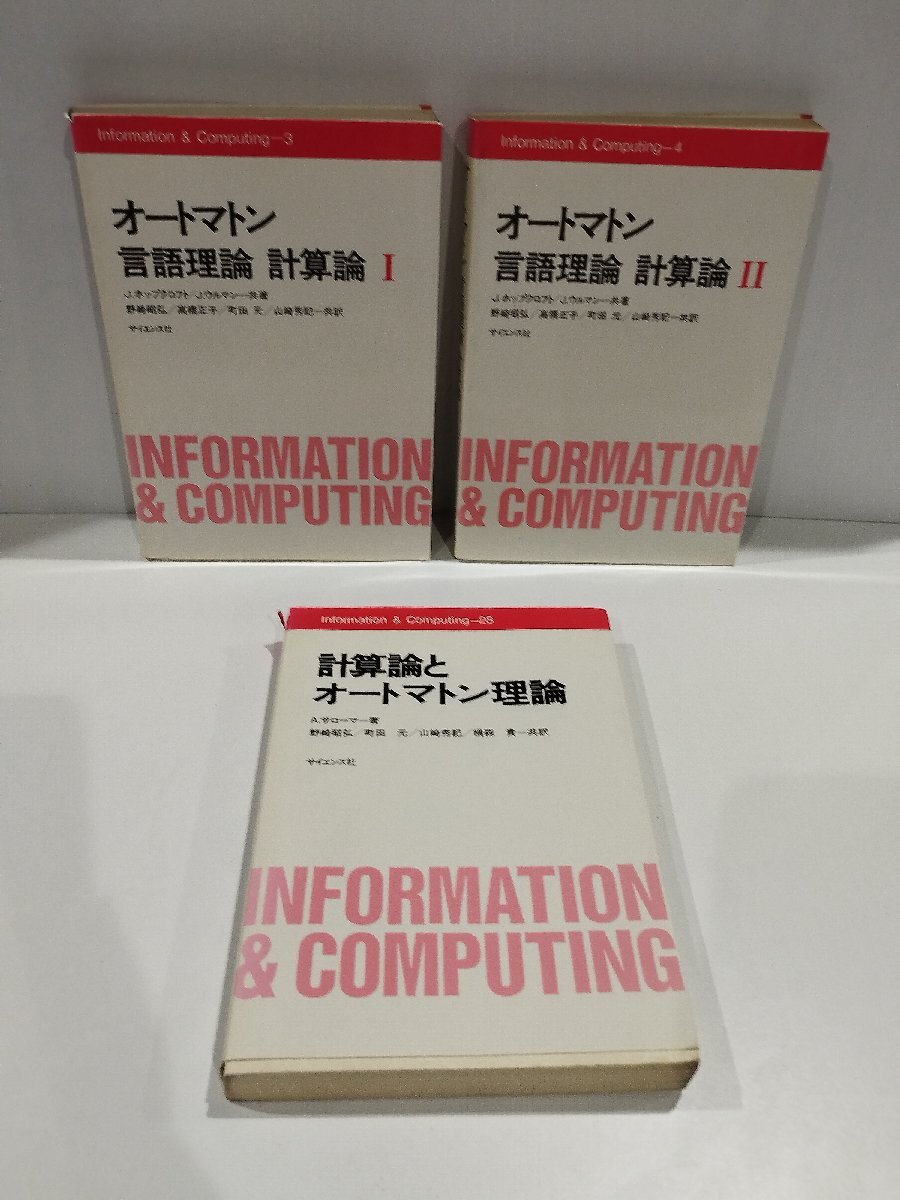 Information & Computing—3
オートマトン
言語理論 計算論 I
J.ホップクロフト/J.ウルマン一共著
野崎昭弘/高橋正子/町田 元/山崎秀記一共訳
サイエンス社
INFORMATION
& COMPUTING
Information & Computing—4
オートマトン
言語理論 計算論 II
J.ホップクロフト/J.ウルマン一共著
野崎昭弘/高橋正子/町田 元/山崎秀記一共訳
サイエンス社
INFORMATION
& COMPUTING
Information & Computing—28
計算論と
オートマトン理論
A.サローマー著
野崎昭弘/町田 元/山崎秀記/横森 貴一共訳
サイエンス社
INFORMATION
& COMPUTING